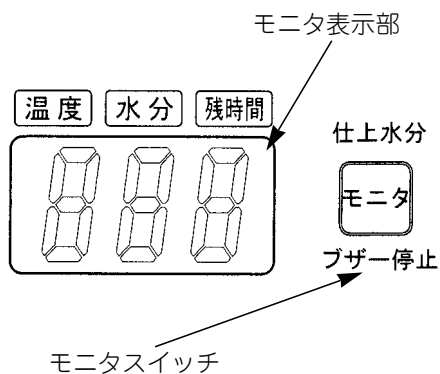 モニタ表示部
温度 水分 残時間
仕上水分
モニタ
ブザー停止
モニタスイッチ